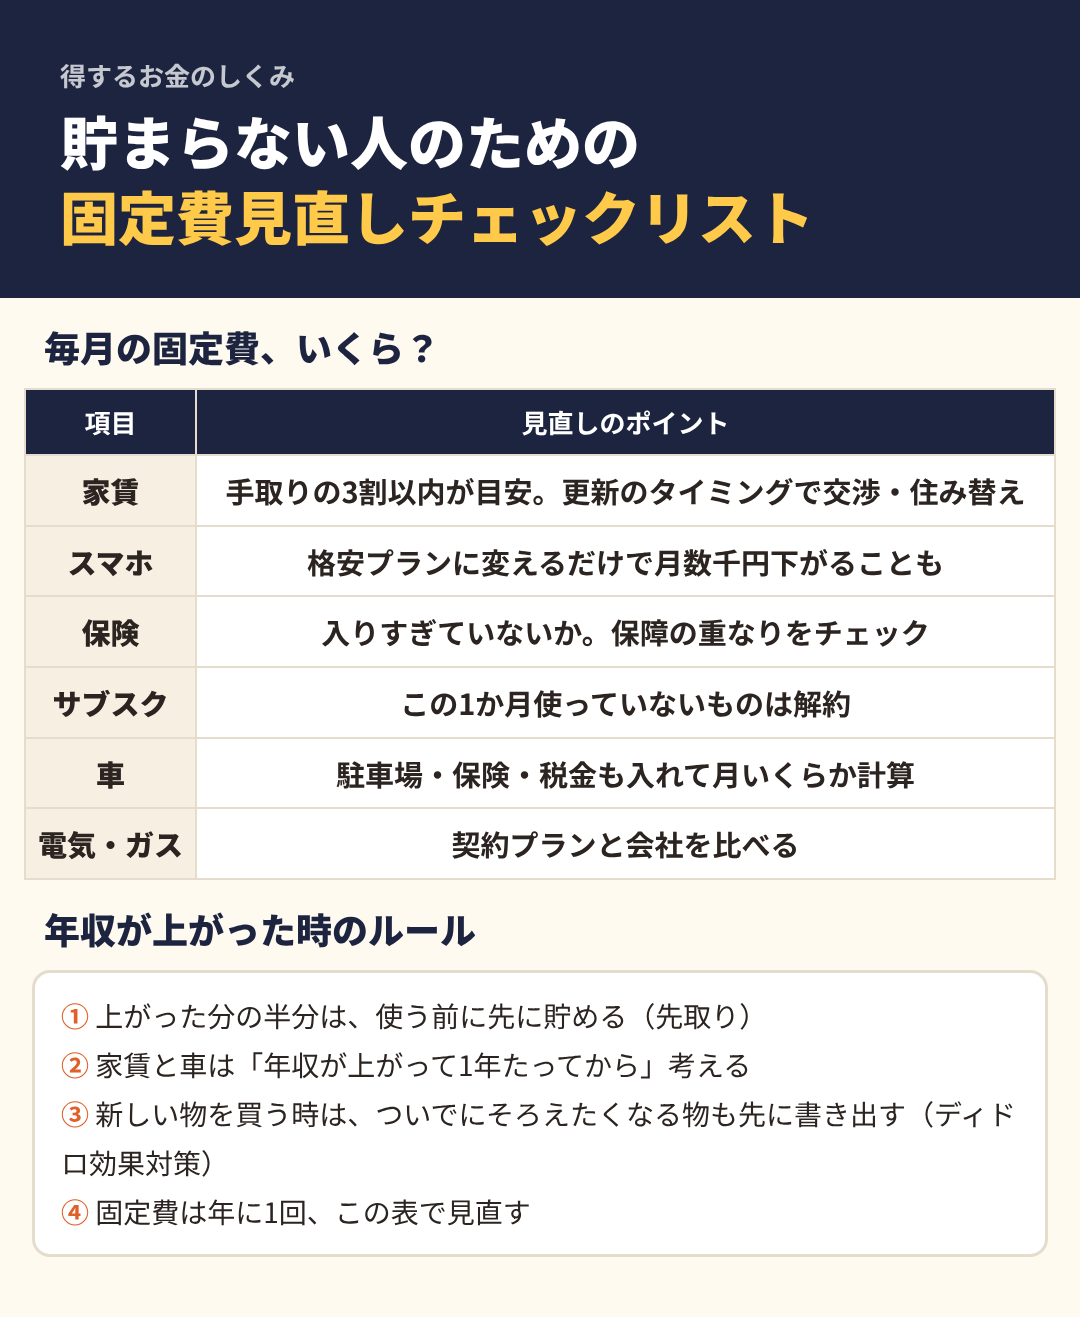 得するお金のしくみ
貯まらない人のための
固定費見直しチェックリスト
毎月の固定費、いくら？
項目 見直しのポイント
家賃 手取りの3割以内が目安。更新のタイミングで交渉・住み替え
スマホ 格安プランに変えるだけで月数千円下がることも
保険 入りすぎていないか。保障の重なりをチェック
サブスク この1か月使っていないものは解約
車 駐車場・保険・税金も入れて月いくらか計算
電気・ガス 契約プランと会社を比べる
年収が上がった時のルール
① 上がった分の半分は、使う前に先に貯める（先取り）
② 家賃と車は「年収が上がって1年たってから」考える
③ 新しい物を買う時は、ついでにそろえたくなる物も先に書き出す（ディド
ロ効果対策）
④ 固定費は年に1回、この表で見直す